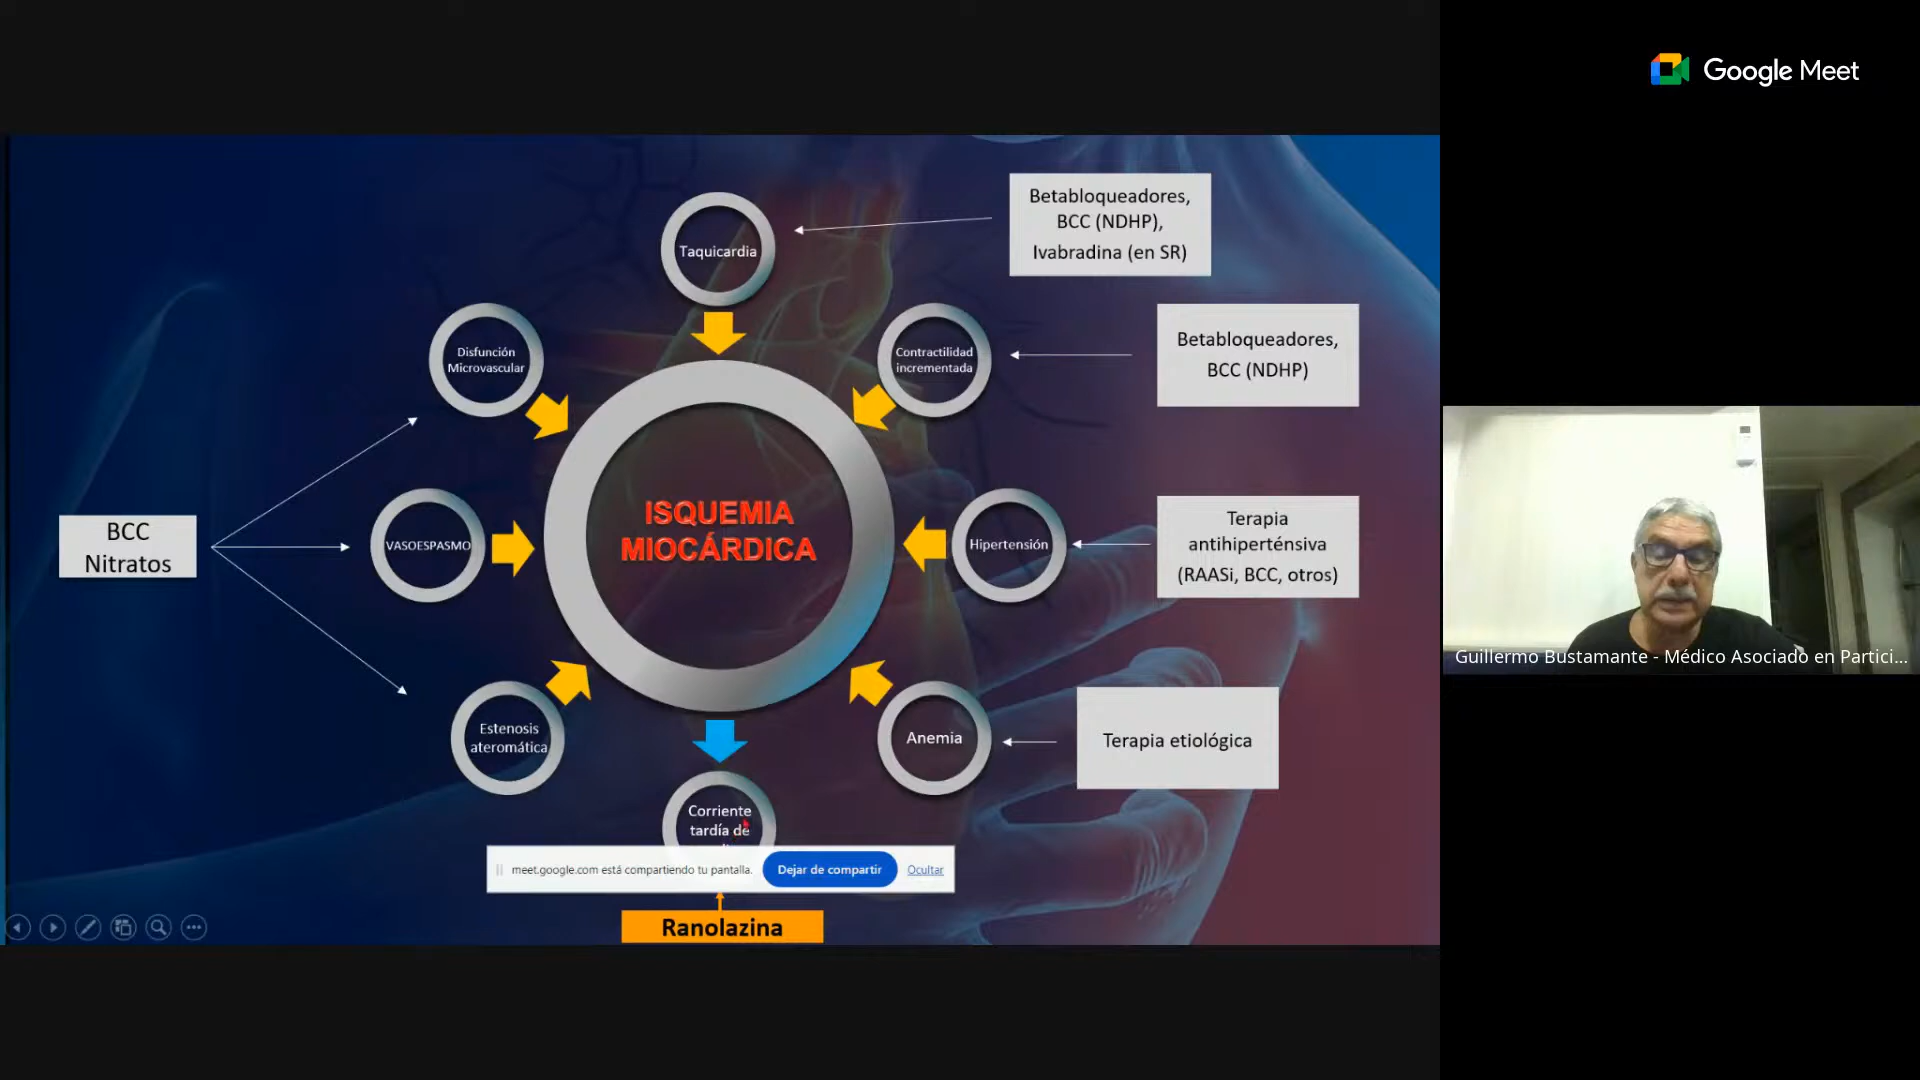 Google Meet
Betabloqueadores,
BCC (NDHP),
Ivabradina (en SR)
Taquicardia
Disfunción
Microvascular
Contractilidad
incrementada
Betabloqueadores,
BCC (NDHP)
BCC
Nitratos
VASOESPASMO
ISQUEMIA
MIOCÁRDICA
Hipertensión
Terapia
antihiperténsiva
(RAASi, BCC, otros)
Estenosis
ateromática
Anemia
Terapia etiológica
Corriente
tardía de
meet.google.com está compartiendo tu pantalla.
Dejar de compartir
Ocultar
Ranolazina
Guillermo Bustamante - Médico Asociado en Partici...